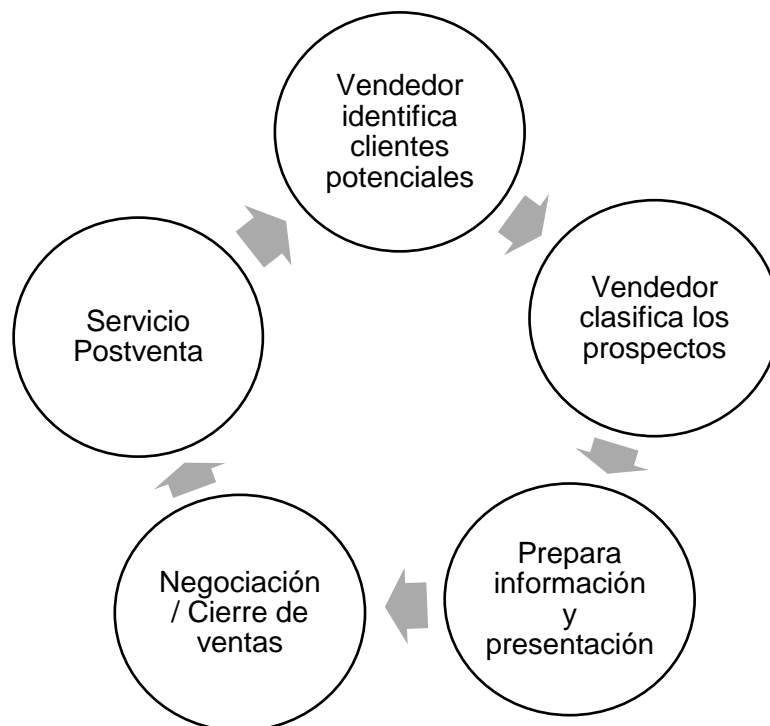 Vendedor
identifica
clientes
potenciales
Vendedor
clasifica los
prospectos
Prepara
información
y
presentación
Negociación
/ Cierre de
ventas
Servicio
Postventa